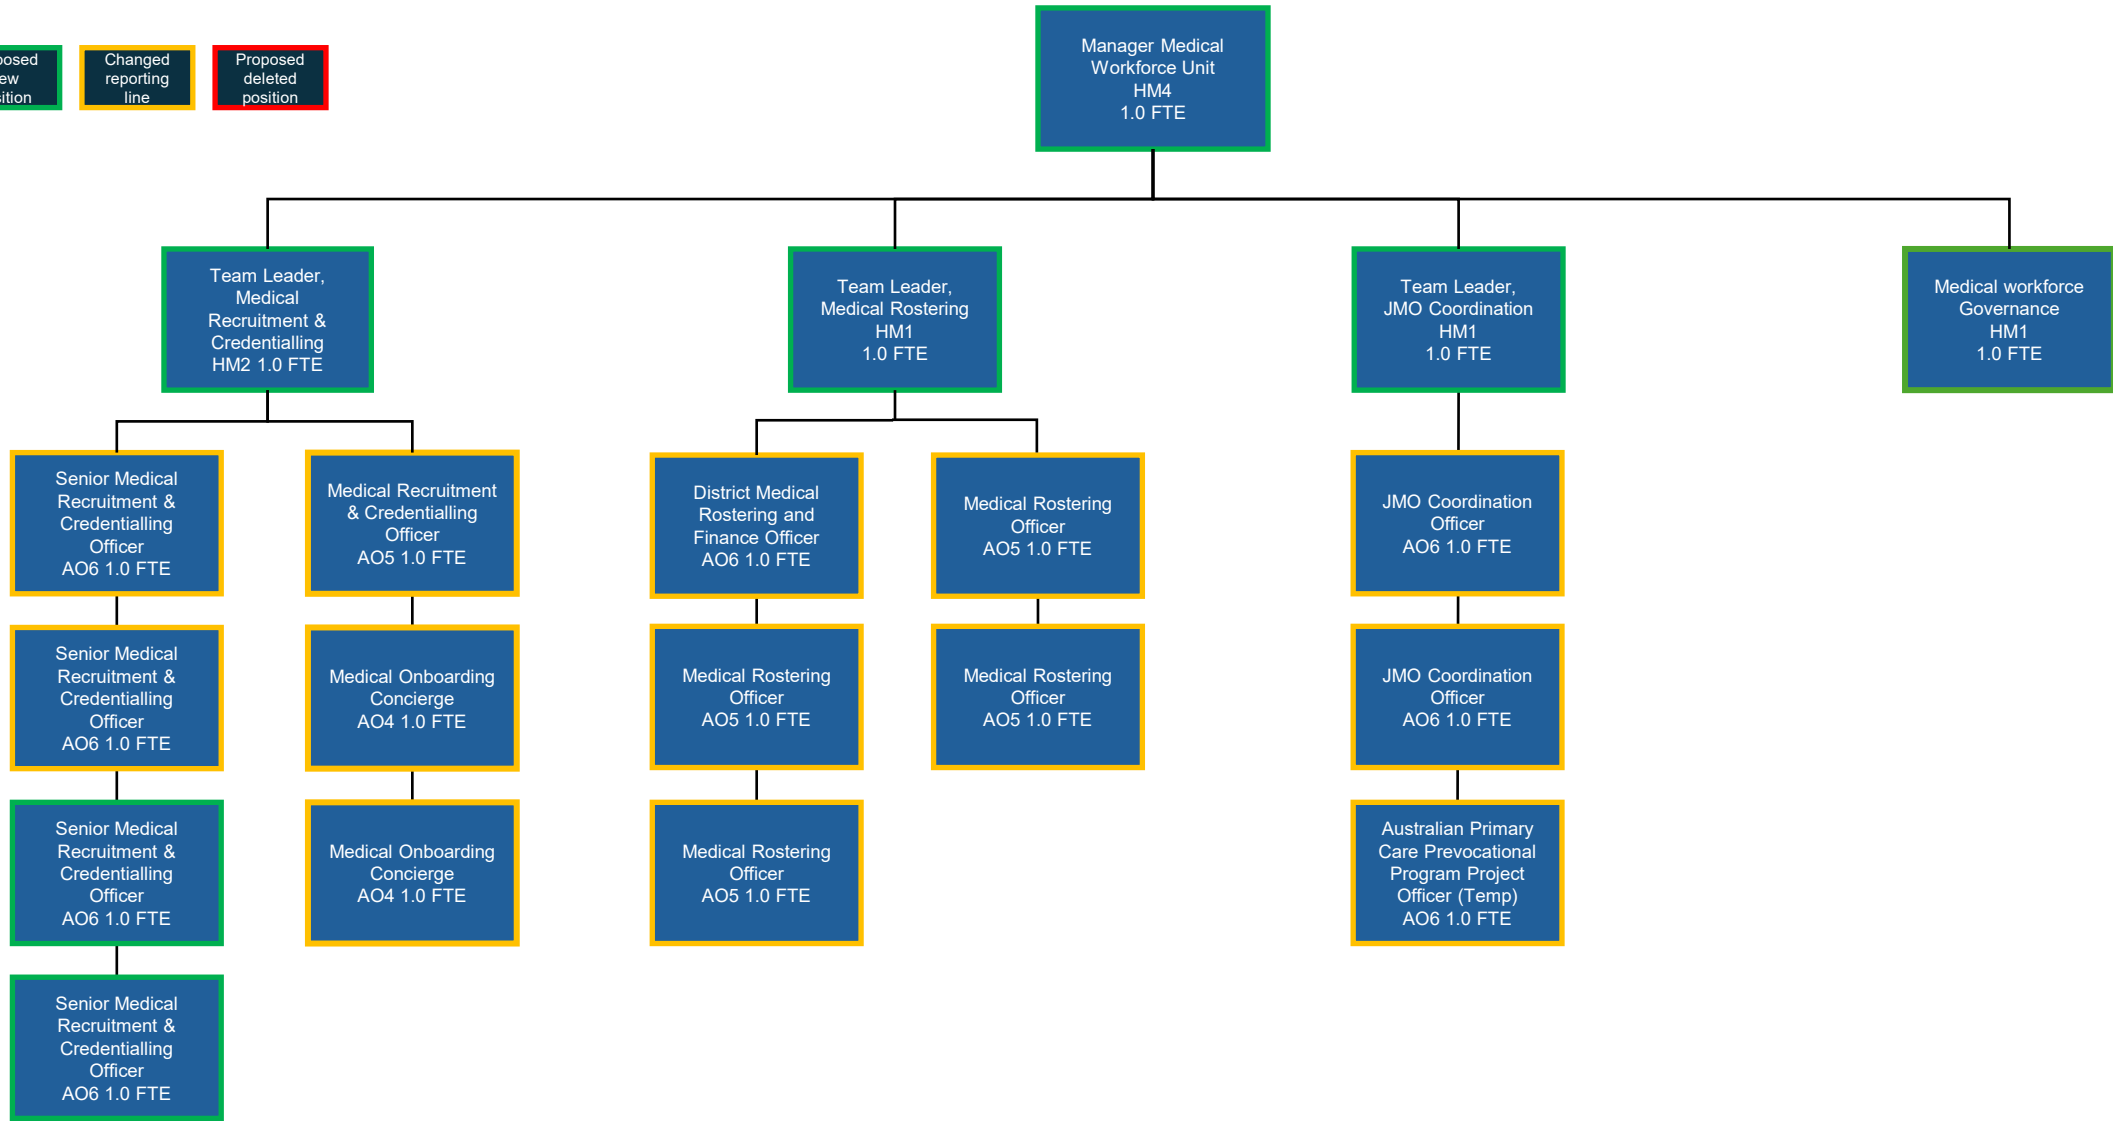 Changed
reporting
line
Proposed
deleted
position
Manager Medical
Workforce Unit
HM4
1.0 FTE
Team Leader,
Medical
Recruitment &
Credentialling
HM2 1.0 FTE
Team Leader,
Medical Rostering
HM1
1.0 FTE
Team Leader,
JMO Coordination
HM1
1.0 FTE
Medical workforce
Governance
HM1
1.0 FTE
Senior Medical
Recruitment &
Credentialling
Officer
AO6 1.0 FTE
Medical Recruitment
& Credentialling
Officer
AO5 1.0 FTE
District Medical
Rostering and
Finance Officer
AO6 1.0 FTE
Medical Rostering
Officer
AO5 1.0 FTE
JMO Coordination
Officer
AO6 1.0 FTE
Senior Medical
Recruitment &
Credentialling
Officer
AO6 1.0 FTE
Medical Onboarding
Concierge
AO4 1.0 FTE
Medical Rostering
Officer
AO5 1.0 FTE
Medical Rostering
Officer
AO5 1.0 FTE
JMO Coordination
Officer
AO6 1.0 FTE
Senior Medical
Recruitment &
Credentialling
Officer
AO6 1.0 FTE
Medical Onboarding
Concierge
AO4 1.0 FTE
Medical Rostering
Officer
AO5 1.0 FTE
Australian Primary
Care Prevocational
Program Project
Officer (Temp)
AO6 1.0 FTE
Senior Medical
Recruitment &
Credentialling
Officer
AO6 1.0 FTE